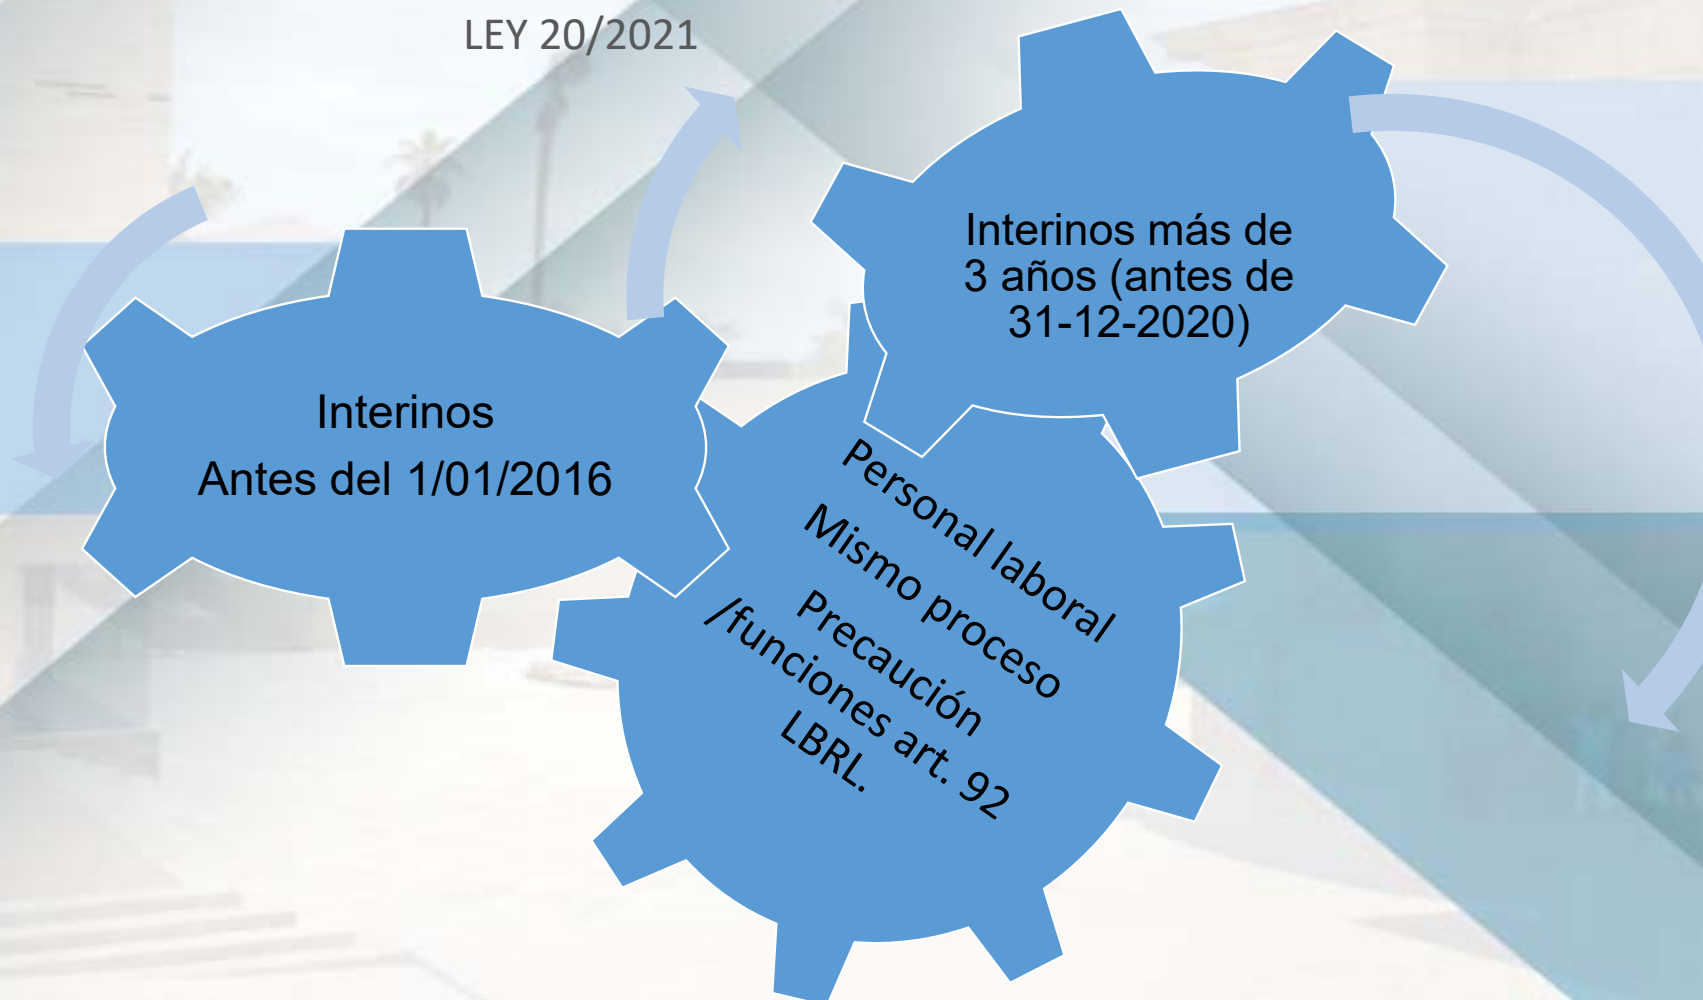 LEY 20/2021
Interinos más de
3 años (antes de
31-12-2020)
Interinos
Antes del 1/01/2016
Personal laboral
Mismo proceso
Precaución
/funciones art. 92
LBRL.